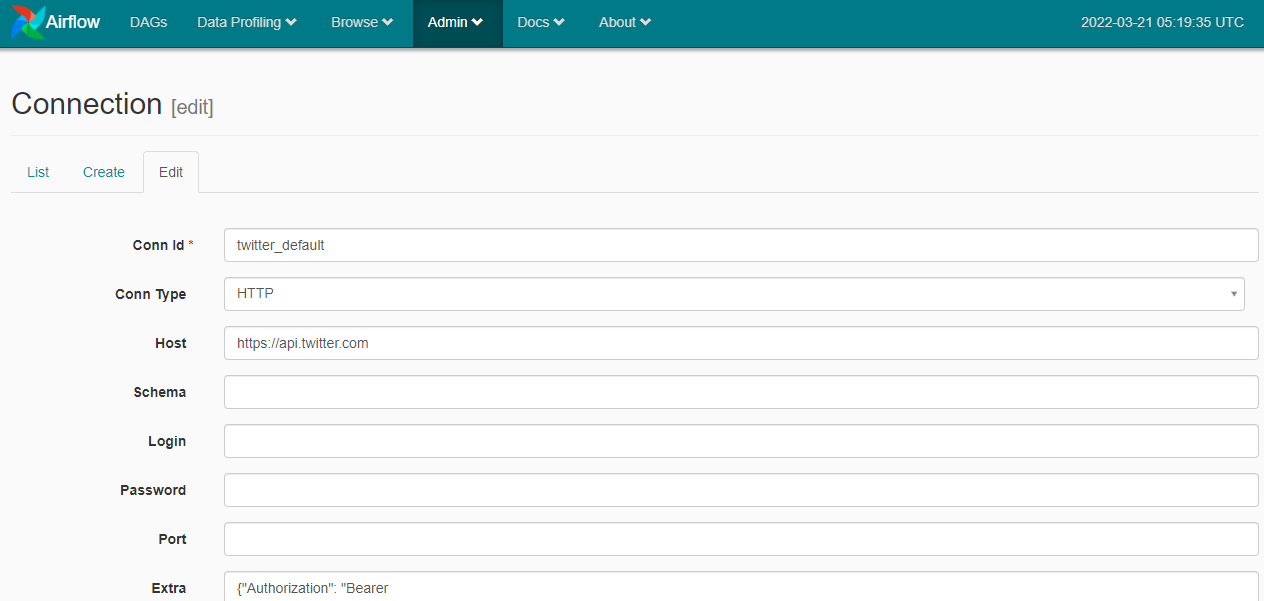 Airflow DAGs Data Profiling Browse Admin Docs About 2022-03-21 05:19:35 UTC
Connection [edit]
List Create Edit
Conn Id * twitter_default
Conn Type HTTP
Host https://api.twitter.com
Schema
Login
Password
Port
Extra {"Authorization": "Bearer